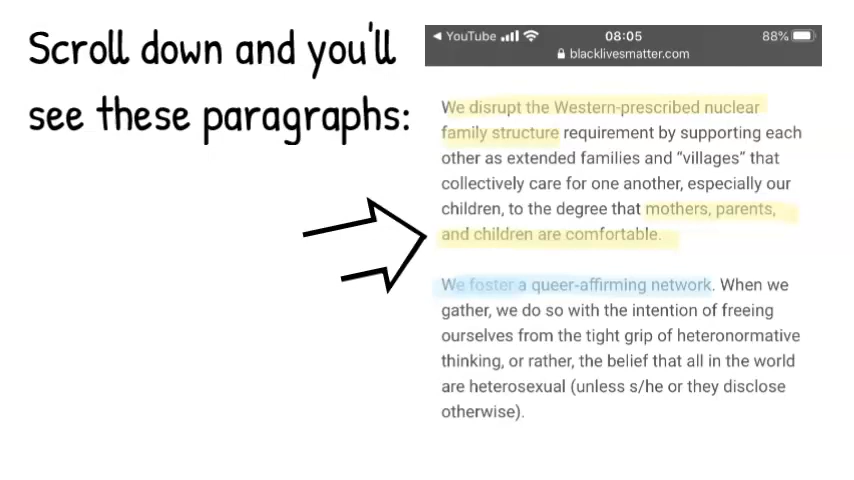 Scroll down and you'll
see these paragraphs:
YouTube 08:05 88%
blacklivesmatter.com
We disrupt the Western-prescribed nuclear
family structure requirement by supporting each
other as extended families and “villages” that
collectively care for one another, especially our
children, to the degree that mothers, parents,
and children are comfortable.
We foster a queer-affirming network. When we
gather, we do so with the intention of freeing
ourselves from the tight grip of heteronormative
thinking, or rather, the belief that all in the world
are heterosexual (unless s/he or they disclose
otherwise).